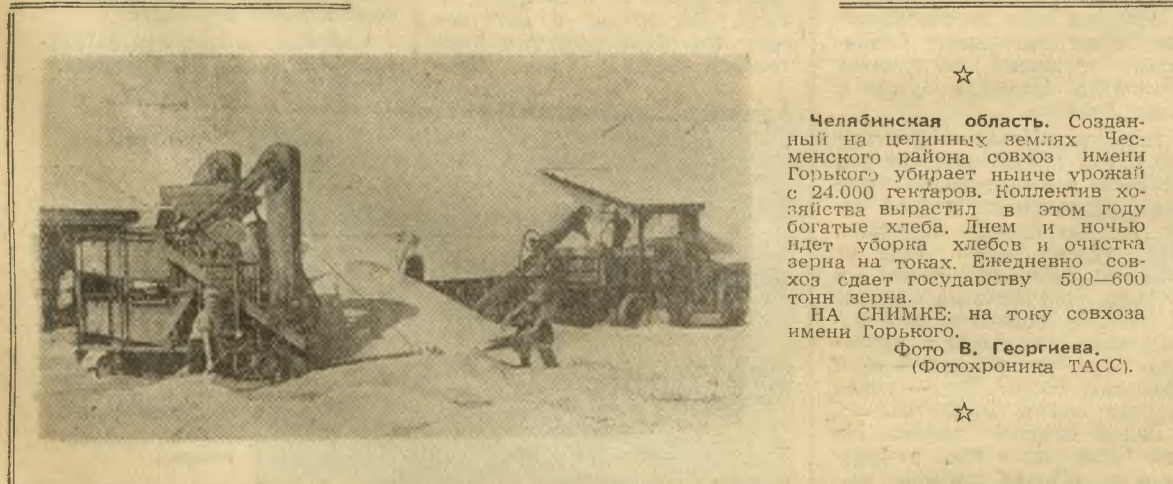 Челябинская область. Создан-
ный на целинных землях Чес-
менского района совхоз имени
Горького убирает нынче урожай
с 24.000 гектаров. Коллектив хо-
зяйства вырастил в этом году
богатые хлеба. Днем и ночью
идет уборка хлебов и очистка
зерна на токах. Ежедневно сов-
хоз сдает государству 500—600
тонн зерна.
НА СНИМКЕ: на току совхоза
имени Горького.
Фото В. Георгиева.
(Фотохроника ТАСС).